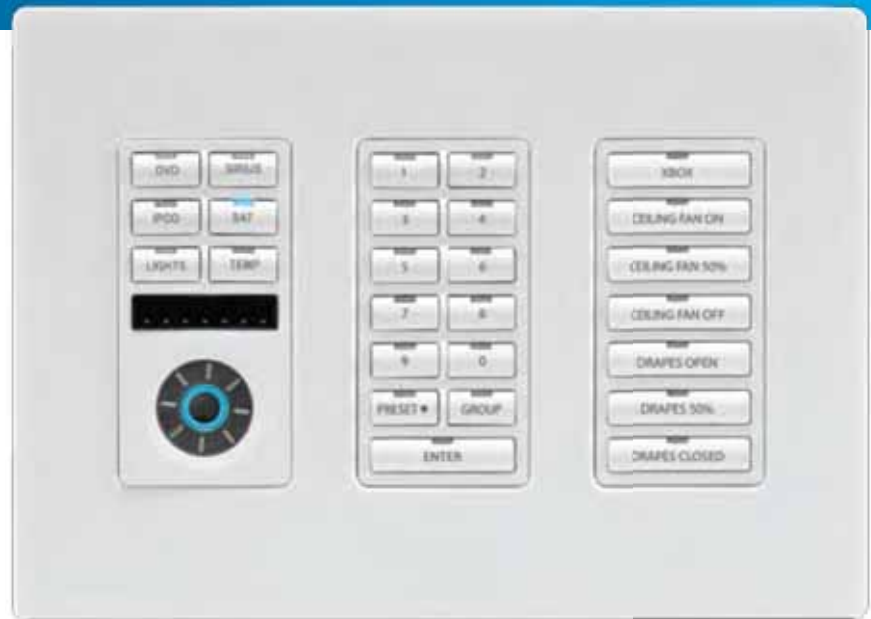 DVD SIRIUS
IPOD SAT
LIGHTS TEMP
1 2
3 4
5 6
7 8
9 0
PRESET GROUP
ENTER
XBOX
CEILING FAN ON
CEILING FAN 50%
CEILING FAN OFF
DRAPES OPEN
DRAPES 50%
DRAPES CLOSED